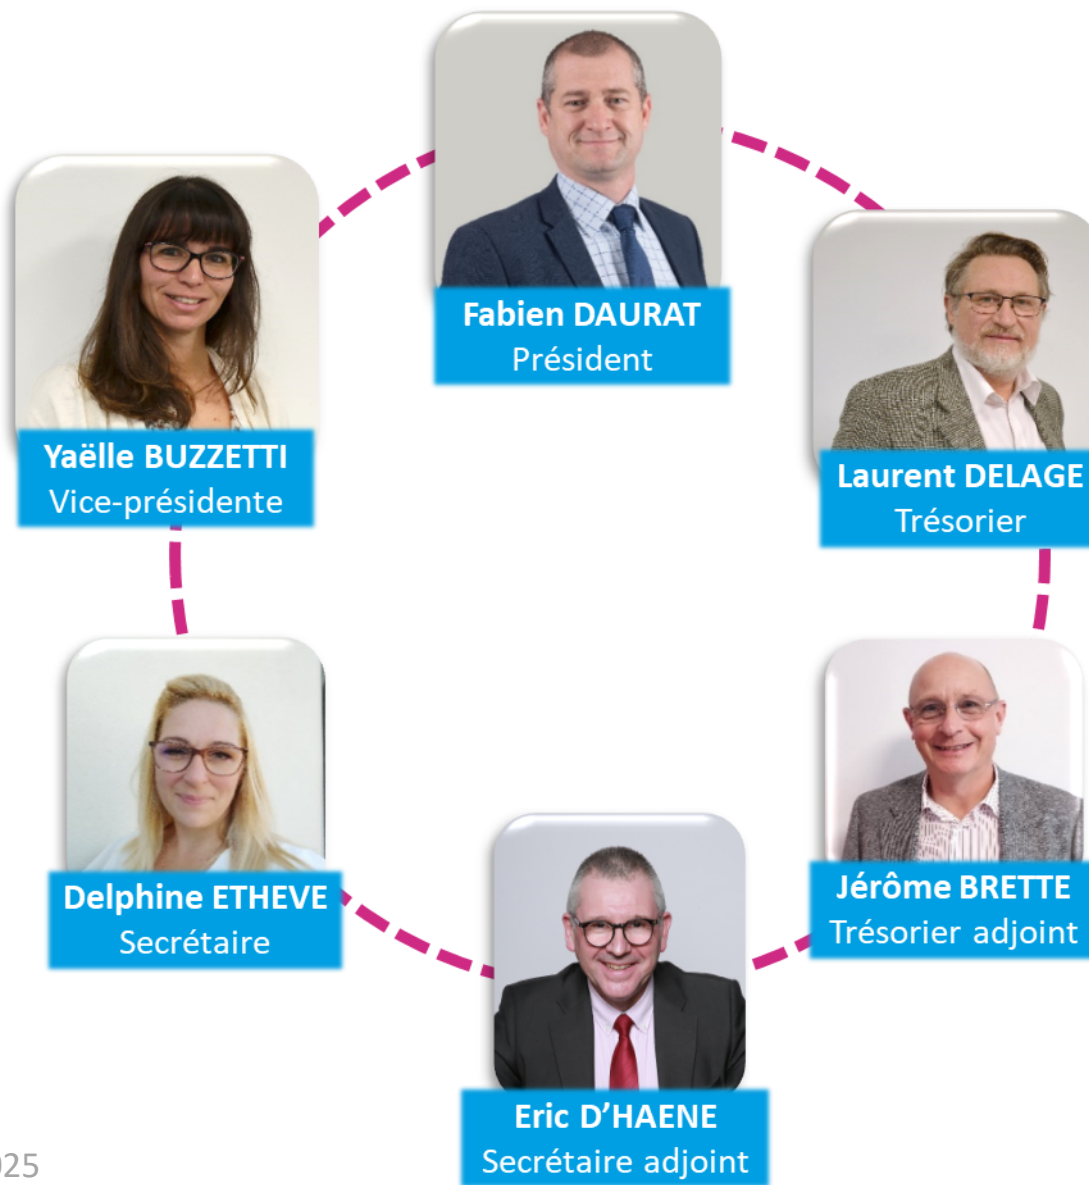 Fabien DAURAT
Président
Yaëlle BUZZETTI
Vice-présidente
Laurent DELAGE
Trésorier
Delphine ETHEVE
Secrétaire
Jérôme BRETTE
Trésorier adjoint
Eric D’HAENE
Secrétaire adjoint